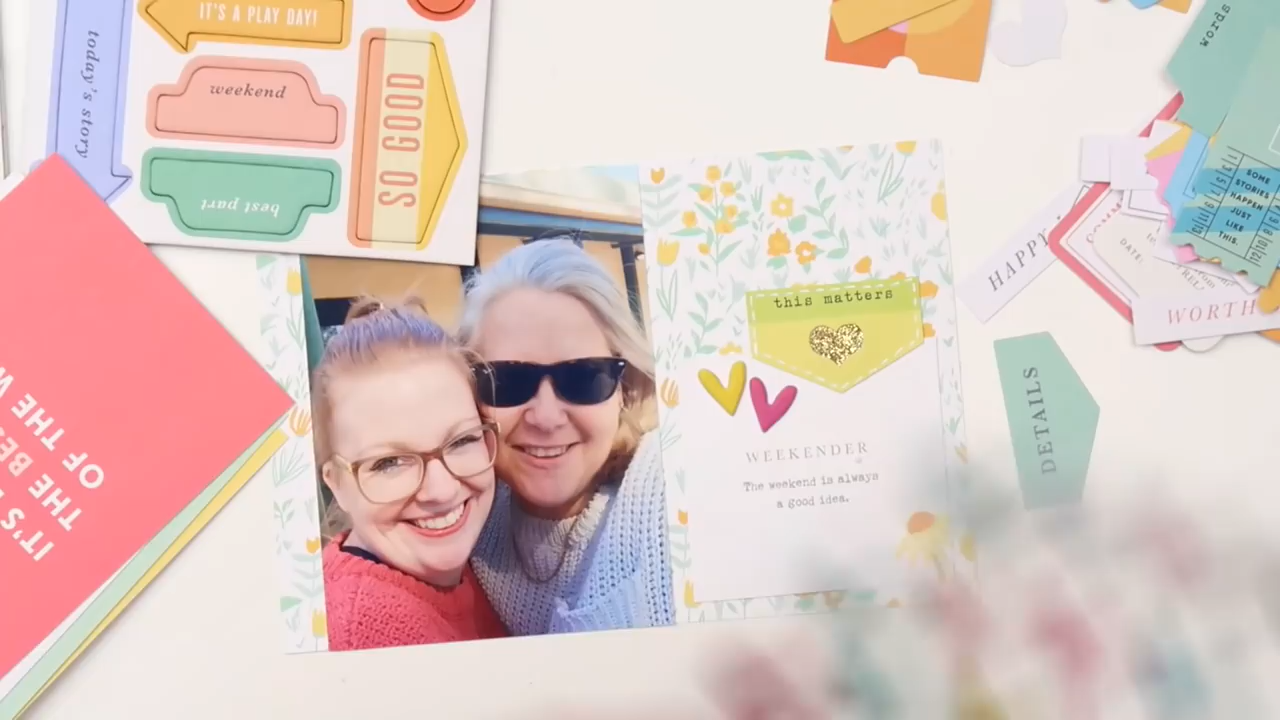 IT'S A PLAY DAY!
today's story
weekend
SO GOOD
best part
IT'S
THE BE
OF THE W
this matters
WEEKENDER
The weekend is always
a good idea.
words
SOME
STORIES
HAPPEN
JUST
LIKE
THIS.
HAPPY
DATE:
WORTH
DETAILS